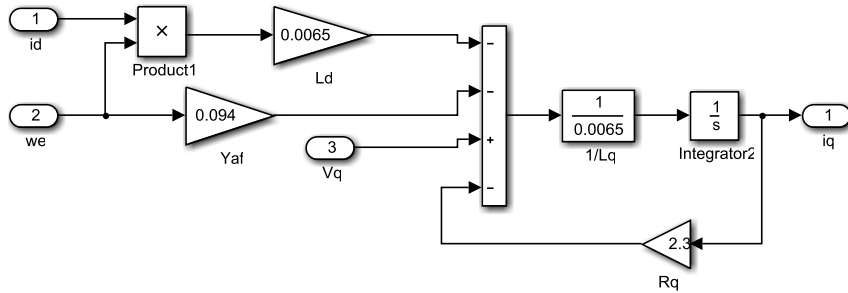 1
id
×
Product1
0.0065
Ld
2
we
0.094
Yaf
3
Vq
−
−
+
−
1
0.0065
1/Lq
1
s
Integrator2
1
iq
2.3
Rq